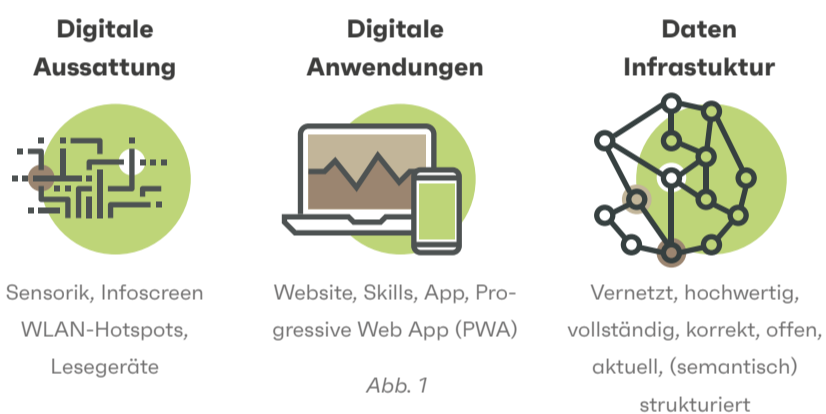 Digitale
Aussattung
Sensorik, Infoscreen
WLAN-Hotspots,
Lesegeräte
Digitale
Anwendungen
Website, Skills, App, Pro-
gressive Web App (PWA)
Abb. 1
Daten
Infrastuktur
Vernetzt, hochwertig,
vollständig, korrekt, offen,
aktuell, (semantisch)
strukturiert